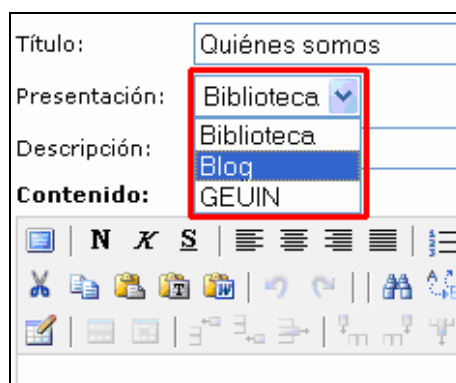 Título: Quiénes somos
Presentación: Biblioteca
Biblioteca
Descripción:
Blog
Contenido: GEUIN
N K S